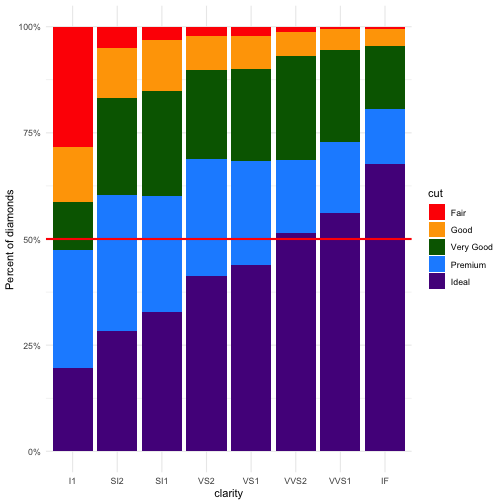 100%
75%
50%
25%
0%
Percent of diamonds
I1 SI2 SI1 VS2 VS1 VVS2 VVS1 IF
clarity
cut
Fair
Good
Very Good
Premium
Ideal